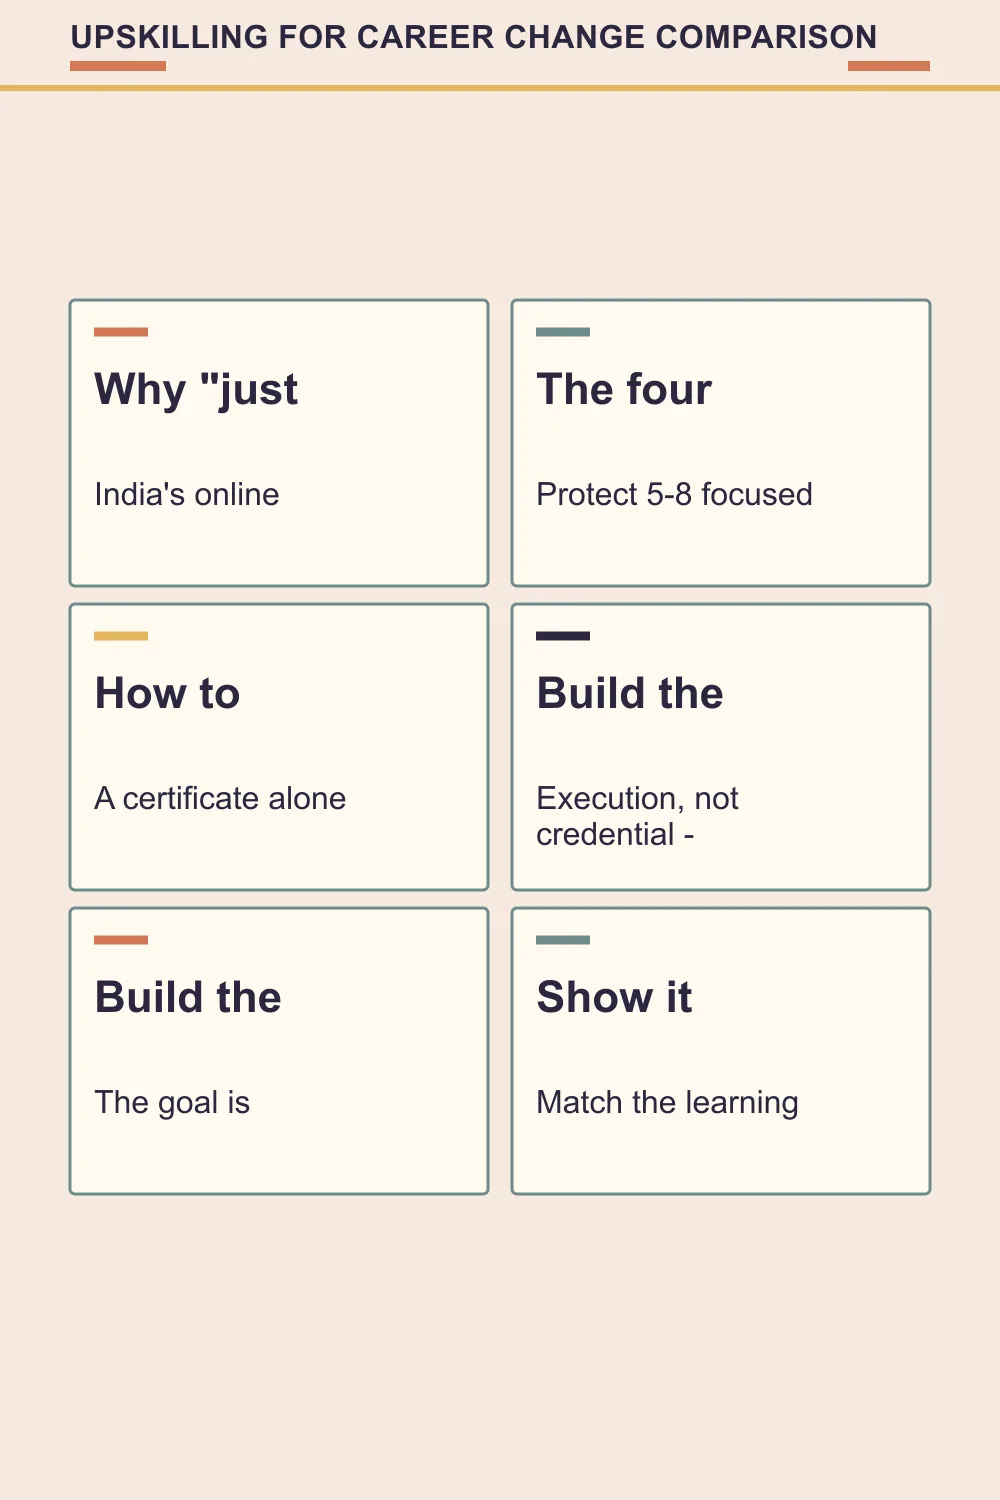 UPSKILLING FOR CAREER CHANGE COMPARISON
Why "just
India's online
The four
Protect 5-8 focused
How to
A certificate alone
Build the
Execution, not
credential -
Build the
The goal is
Show it
Match the learning